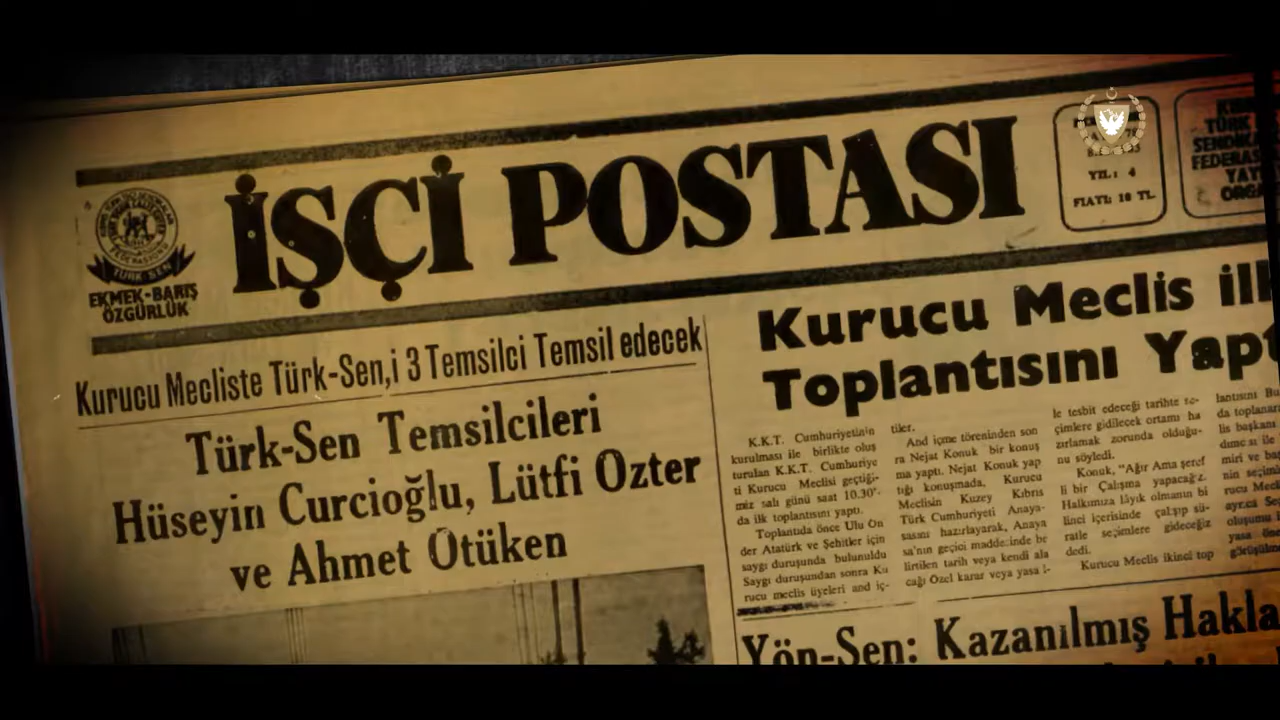 İŞÇİ POSTASI
TÜRK-SEN
EKMEK-BARIŞ
ÖZGÜRLÜK
YIL: 4
FİATI: 10 TL.
TÜRK
Kurucu Mecliste Türk-Sen,i 3 Temsilci Temsil edecek
Türk-Sen Temsilcileri
Hüseyin Curcioğlu, Lütfi Özter
ve Ahmet Ötüken
Kurucu Meclis
Toplantısını
K.K.T. Cumhuriyetinin
kurulması ile birlikte oluş
turulan K.K.T. Cumhuriye
ti Kurucu Meclisi geçtiği-
miz salı günü saat 10.30'-
da ilk toplantısını yaptı.
Toplantıda önce Ulu Ön
der Atatürk ve Şehitler için
saygı duruşunda bulunuldu
Saygı duruşundan sonra Ku
rucu meclis üyeleri and iç-
tiler.
And içme töreninden son
ra Nejat Konuk bir konuş
ma yaptı. Nejat Konuk yap
tığı konuşmada, Kurucu
Meclisin Kuzey Kıbrıs
Türk Cumhuriyeti Anaya-
sasını hazırlayarak, Anaya
sa'nın geçici maddesinde be
lirtilen tarih veya kendi ala
cağı Özel karar veya yasa i-
le tesbit edeceği tarihte se-
çimlere gidilecek ortamı ha
zırlamak zorunda olduğu-
nu söyledi.
Konuk, "Ağır Ama şeref
li bir Çalışma yapacağız.
Halkımıza lâyık olmanın bi
linci içerisinde çalışıp sü-
ratle seçimlere gideceğiz
dedi.
Kurucu Meclis ikinci top
lantısını
Yön-Sen: Kazanılmış